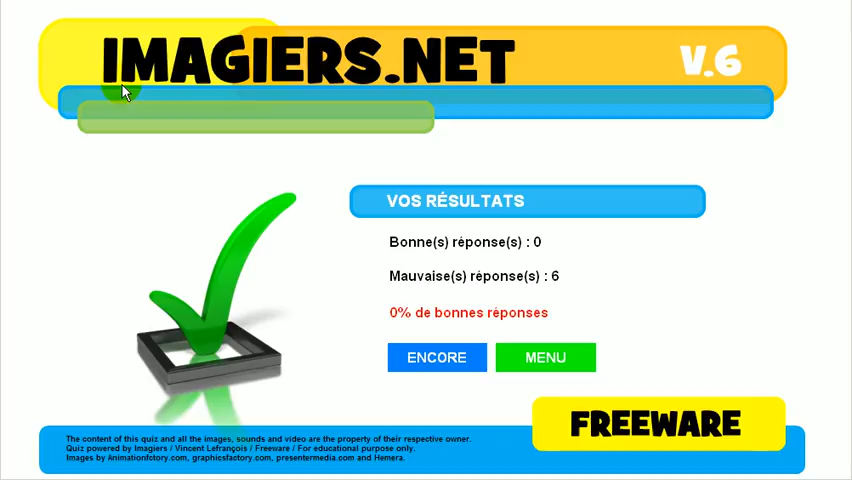 IMAGIERS.NET
V.6
VOS RÉSULTATS
Bonne(s) réponse(s) : 0
Mauvaise(s) réponse(s) : 6
0% de bonnes réponses
ENCORE
MENU
FREEWARE
The content of this quiz and all the images, sounds and video are the property of their respective owner.
Quiz powered by Imagiers / Vincent Lefrançois / Freeware / For educational purpose only.
Images by Animationfctory.com, graphicsfactory.com, presentermedia.com and Hemera.